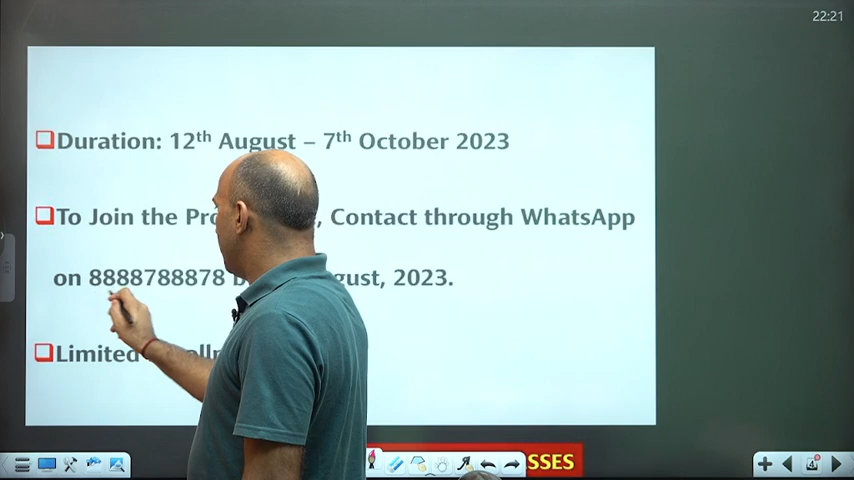 22:21
Duration: 12th August – 7th October 2023
To Join the Pro , Contact through WhatsApp
on 8888788878 gust, 2023.
Limited
SSES